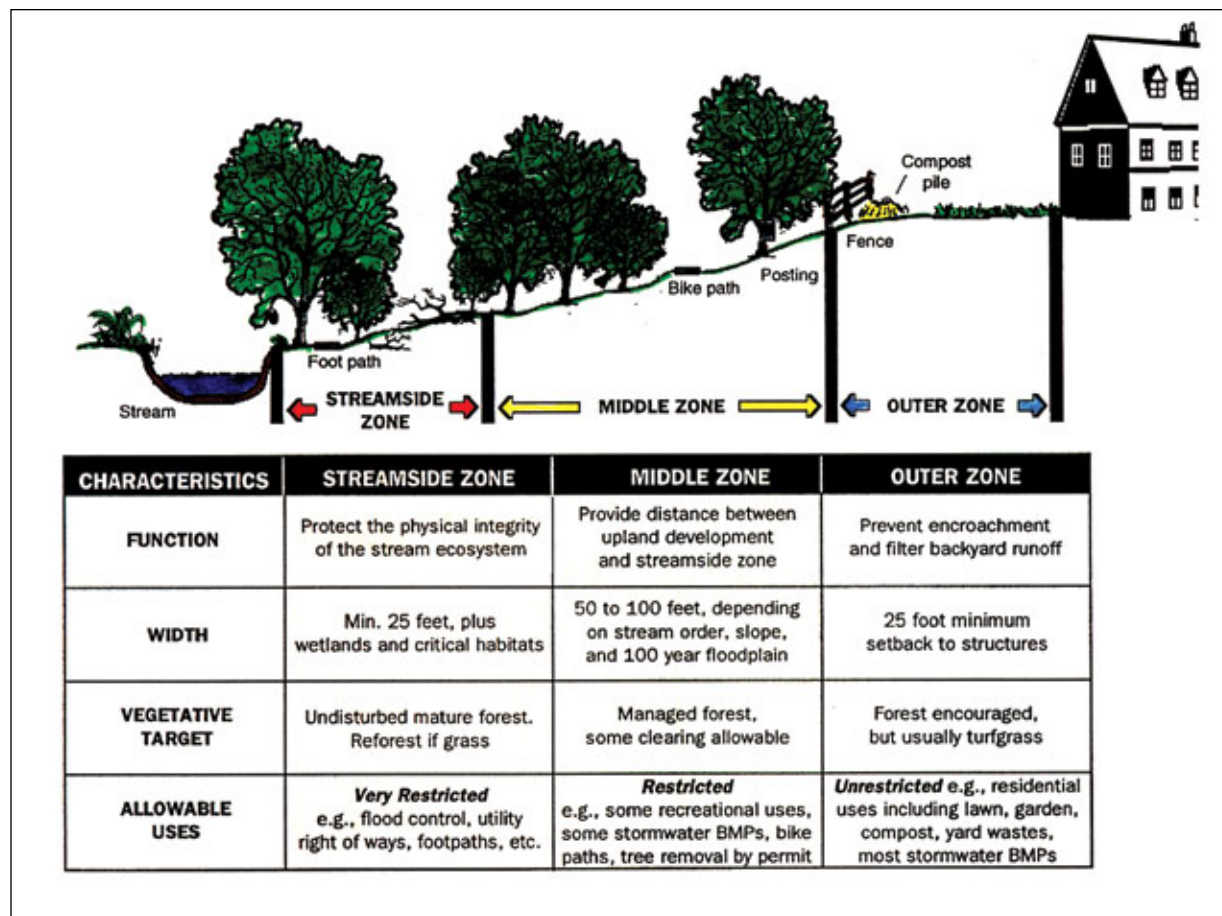 Compost
pile
Fence
Posting
Bike path
Foot path
Stream
STREAMSIDE
ZONE
MIDDLE ZONE
OUTER ZONE
CHARACTERISTICS
STREAMSIDE ZONE
MIDDLE ZONE
OUTER ZONE
FUNCTION
Protect the physical integrity
of the stream ecosystem
Provide distance between
upland development
and streamside zone
Prevent encroachment
and filter backyard runoff
WIDTH
Min. 25 feet, plus
wetlands and critical habitats
50 to 100 feet, depending
on stream order, slope,
and 100 year floodplain
25 foot minimum
setback to structures
VEGETATIVE
TARGET
Undisturbed mature forest.
Reforest if grass
Managed forest,
some clearing allowable
Forest encouraged,
but usually turfgrass
ALLOWABLE
USES
Very Restricted
e.g., flood control, utility
right of ways, footpaths, etc.
Restricted
e.g., some recreational uses,
some stormwater BMPs, bike
paths, tree removal by permit
Unrestricted e.g., residential
uses including lawn, garden,
compost, yard wastes,
most stormwater BMPs